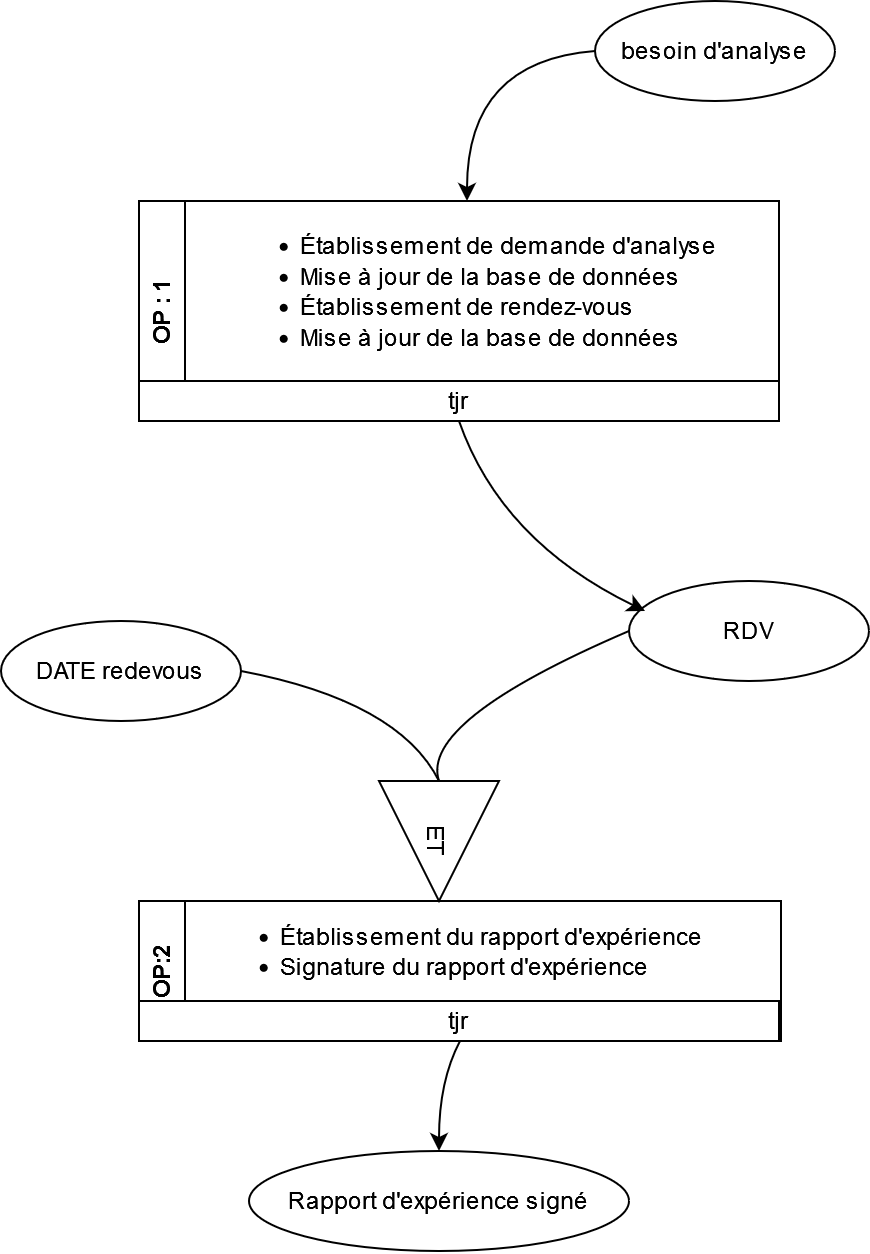 besoin d'analyse
OP : 1
Établissement de demande d'analyse
Mise à jour de la base de données
Établissement de rendez-vous
Mise à jour de la base de données
tjr
RDV
DATE redevous
ET
OP:2
Établissement du rapport d'expérience
Signature du rapport d'expérience
tjr
Rapport d'expérience signé